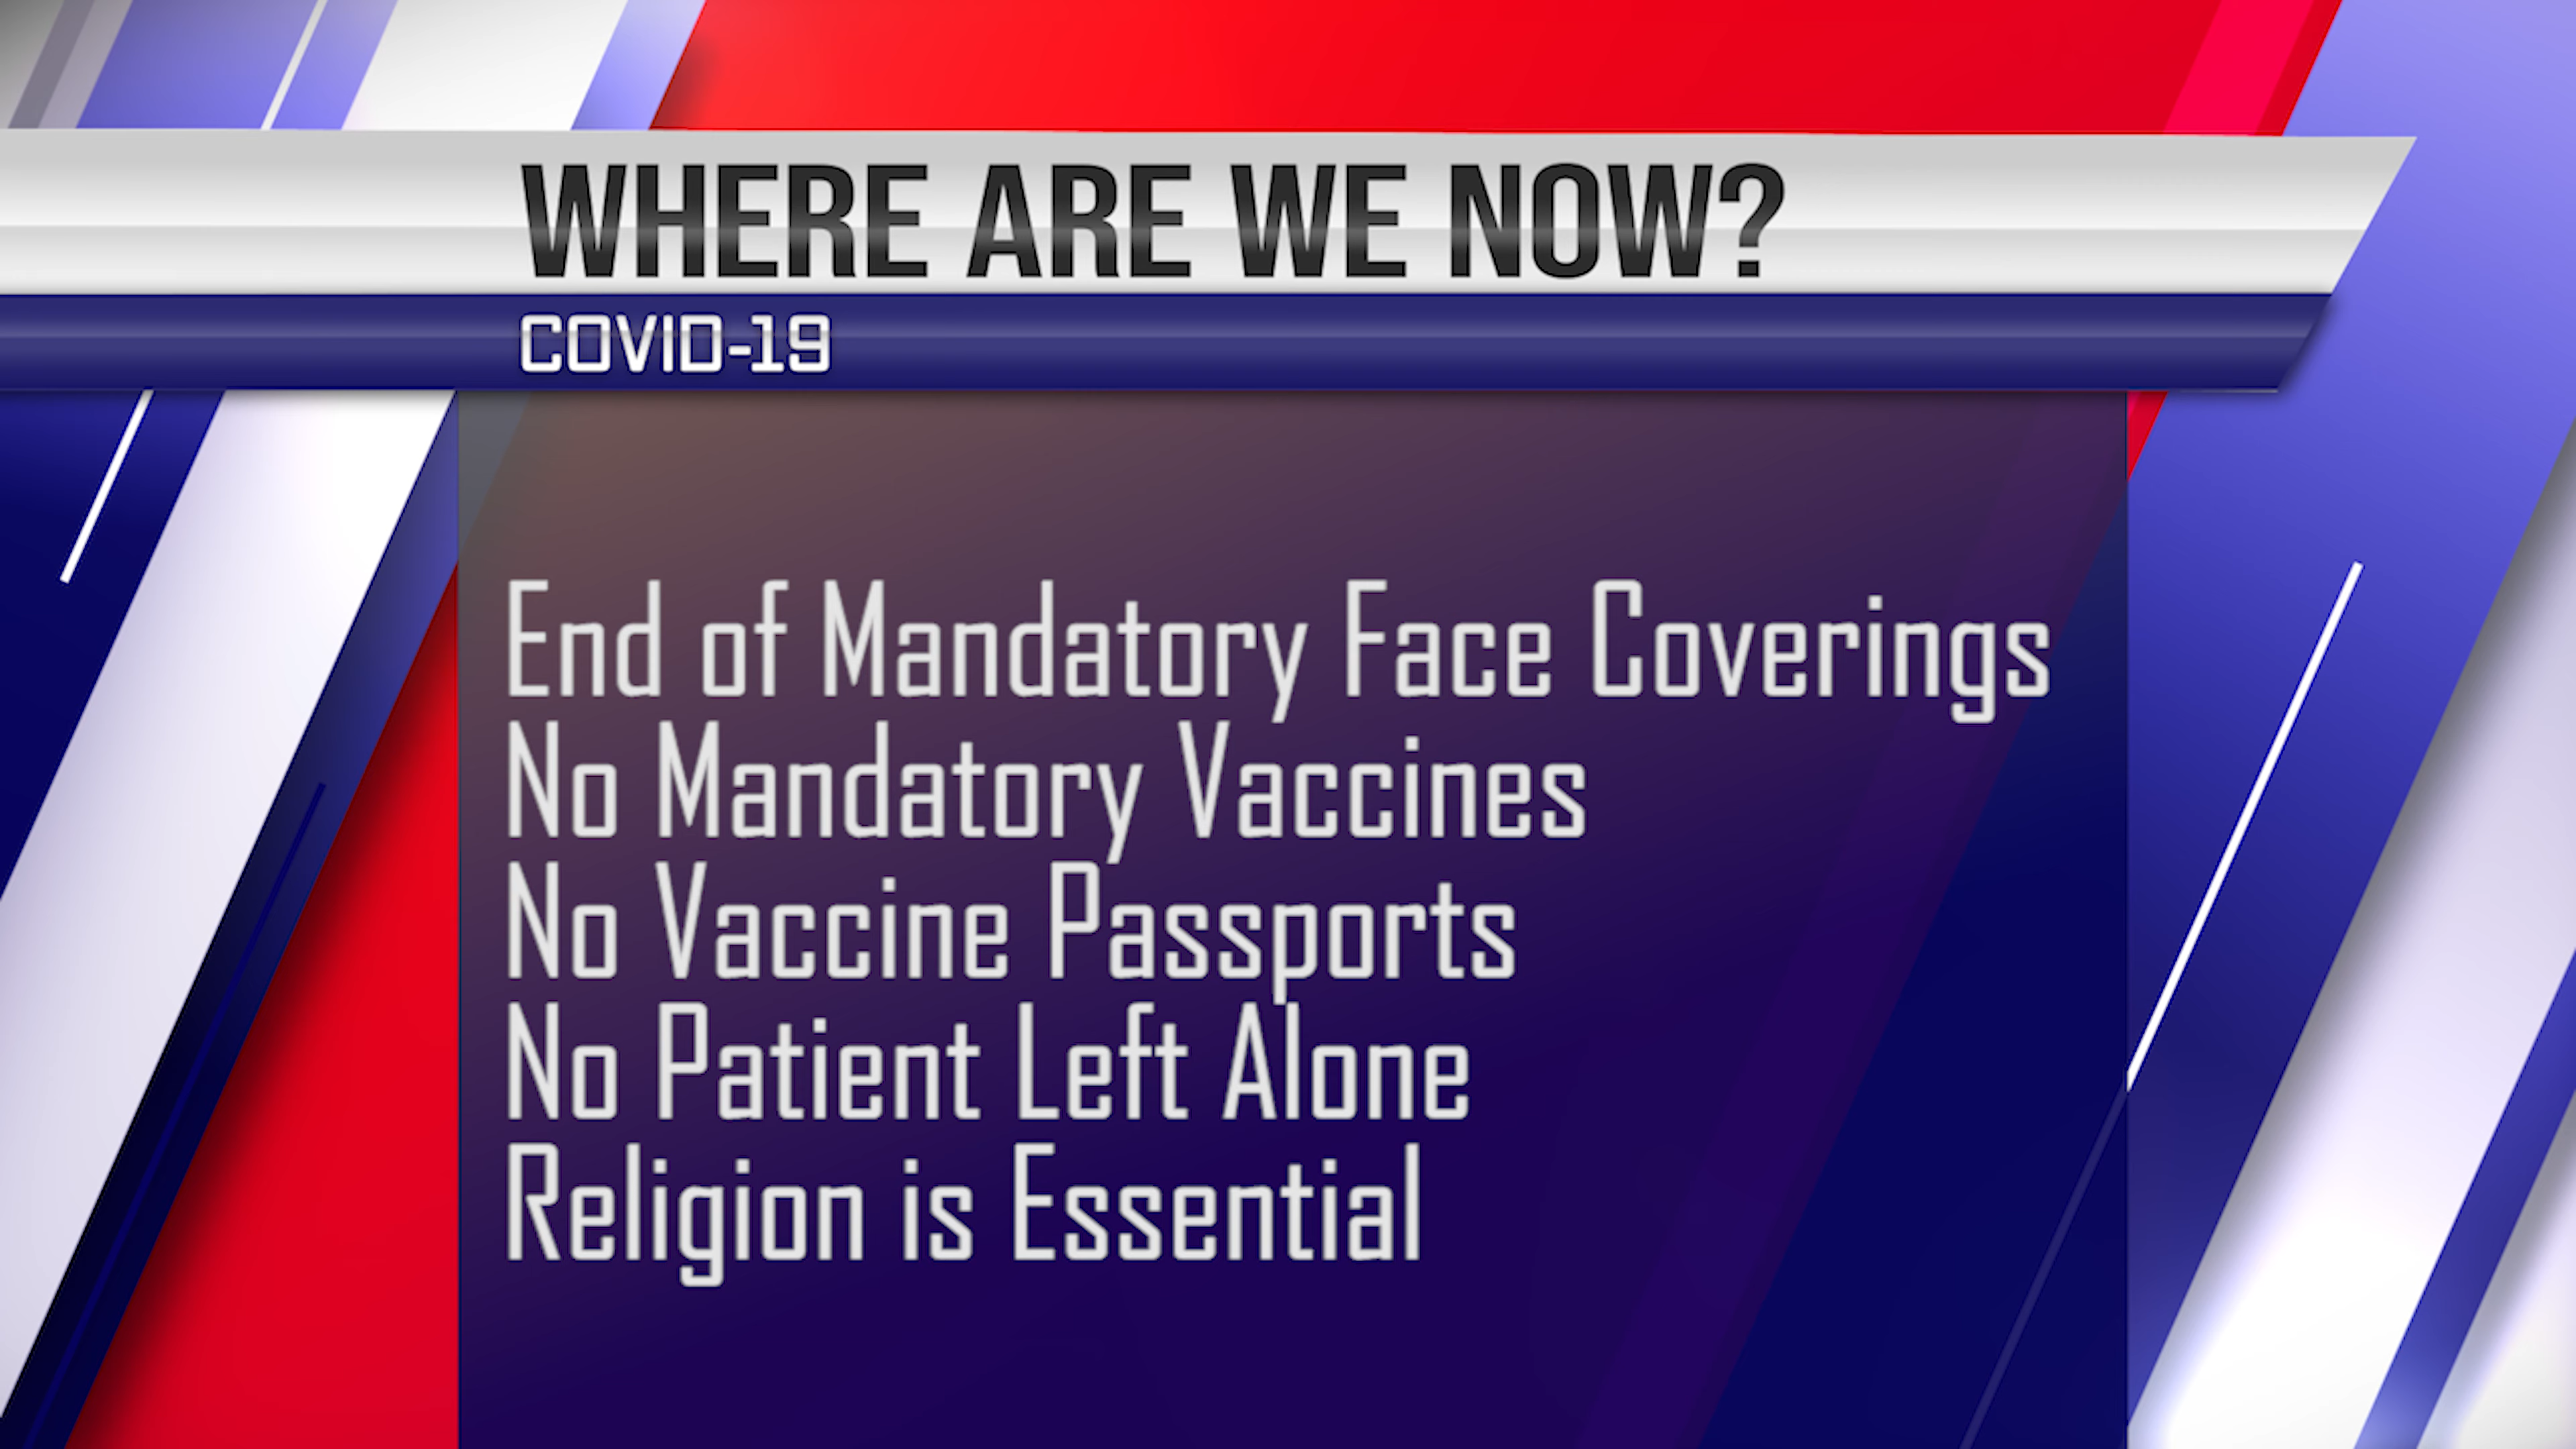 WHERE ARE WE NOW?
COVID-19
End of Mandatory Face Coverings
No Mandatory Vaccines
No Vaccine Passports
No Patient Left Alone
Religion is Essential